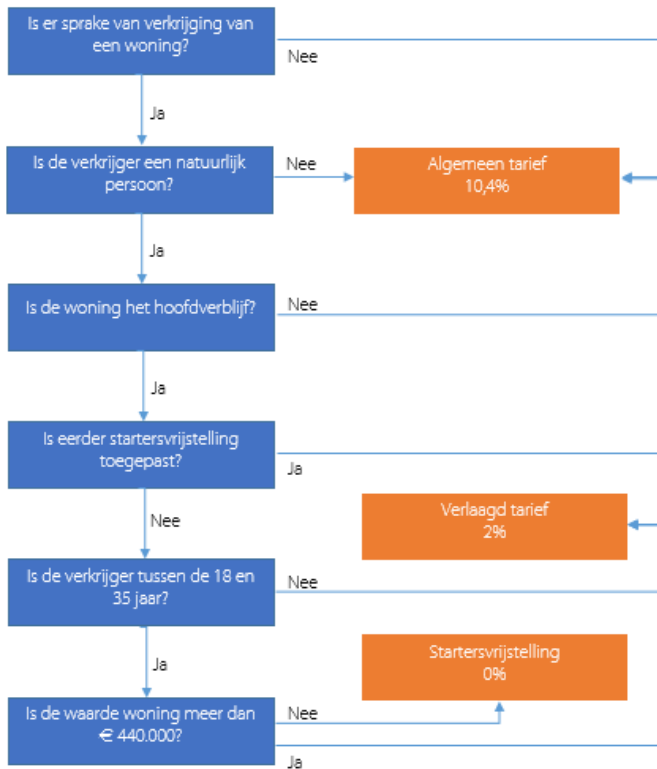 Is er sprake van verkrijging van
een woning?
Nee
Ja
Is de verkrijger een natuurlijk
persoon?
Nee
Algemeen tarief
10,4%
Ja
Is de woning het hoofdverblijf?
Nee
Ja
Is eerder startersvrijstelling
toegepast?
Ja
Nee
Verlaagd tarief
2%
Is de verkrijger tussen de 18 en
35 jaar?
Nee
Ja
Startersvrijstelling
0%
Is de waarde woning meer dan
€ 440.000?
Nee
Ja